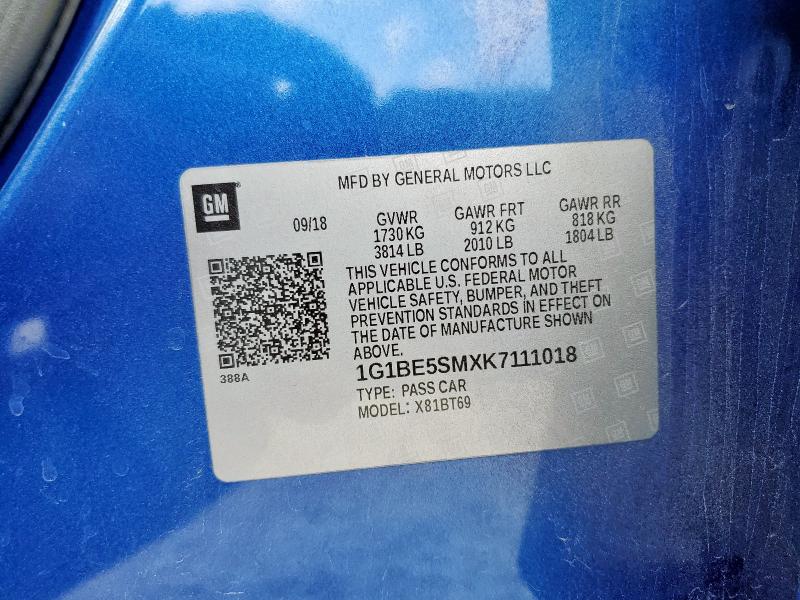 MFD BY GENERAL MOTORS LLC
GM
09/18
GVWR
1730 KG
3814 LB
GAWR FRT
912 KG
2010 LB
GAWR RR
818 KG
1804 LB
THIS VEHICLE CONFORMS TO ALL
APPLICABLE U.S. FEDERAL MOTOR
VEHICLE SAFETY, BUMPER, AND THEFT
PREVENTION STANDARDS IN EFFECT ON
THE DATE OF MANUFACTURE SHOWN
ABOVE.
388A
1G1BE5SMXK7111018
TYPE: PASS CAR
MODEL: X81BT69